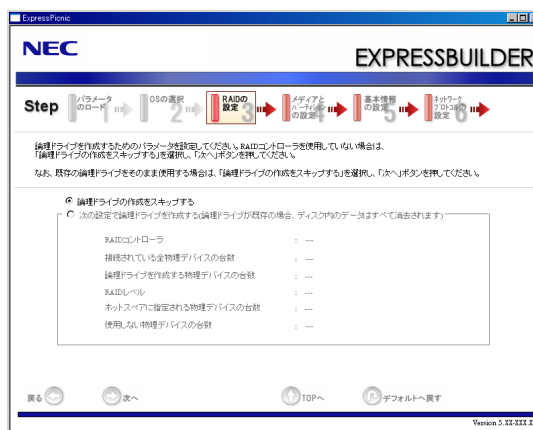 ExpressPicnic
NEC
EXPRESSBUILDER
Step
パラメータのロード 1
OSの選択 2
RAIDの設定 3
メディアとパーティションの設定 4
基本情報の設定 5
ネットワークプロトコルの設定 6
論理ドライブを作成するためのパラメータを設定してください。RAIDコントローラを使用していない場合は、
「論理ドライブの作成をスキップする」を選択し、「次へ」ボタンを押してください。
なお、既存の論理ドライブをそのまま使用する場合は、「論理ドライブの作成をスキップする」を選択し、「次へ」ボタンを押してください。
論理ドライブの作成をスキップする
次の設定で論理ドライブを作成する(論理ドライブが既存の場合、ディスク内のデータはすべて消去されます)
RAIDコントローラ : ---
接続されている全物理デバイスの台数 : ---
論理ドライブを作成する物理デバイスの台数 : ---
RAIDレベル : ---
ホットスペアに指定される物理デバイスの台数 : ---
使用しない物理デバイスの台数 : ---
戻る 次へ TOPへ デフォルトへ戻す
Version 5.XX-XXX.X